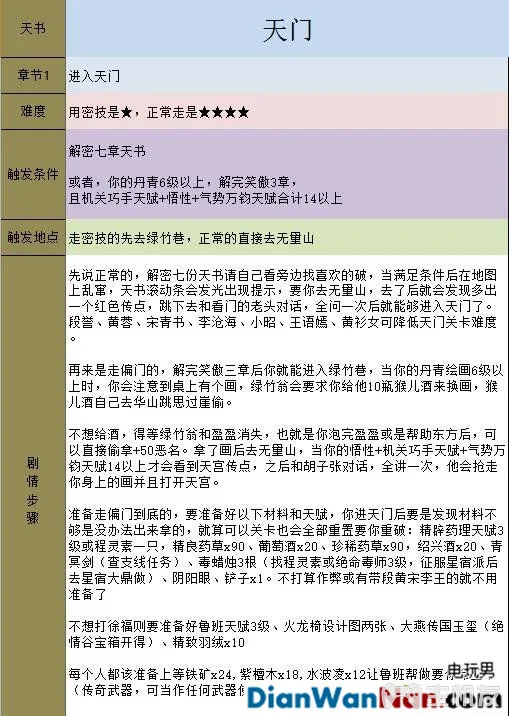 天书 天门
章节1 进入天门
难度 用密技是★，正常走是★★★★
触发条件
解密七章天书
或者，你的丹青6级以上，解完笑傲3章，
且机关巧手天赋+悟性+气势万钧天赋合计14以上
触发地点 走密技的先去绿竹巷，正常的直接去无量山
剧情步骤
先说正常的，解密七份天书请自己看旁边找喜欢的破，当满足条件后在地图
上乱窜，天书滚动条会发光出现提示，要你去无量山，去了后就会发现多出
一个红色传点，跳下去和看门的老头对话，全问一次后就能够进入天门了。
段誉、黄蓉、宋青书、李沧海、小昭、王语嫣、黄衫女可降低天门关卡难度
。
再来是走偏门的，解完笑傲三章后你就能进入绿竹巷，当你的丹青绘画6级以
上时，你会注意到桌上有个画，绿竹翁会要求你给他10瓶猴儿酒来换画，猴
儿酒自己去华山跳思过崖偷。
不想给酒，得等绿竹翁和盈盈消失，也就是你泡完盈盈或是帮助东方后，可
以直接偷拿+50恶名。拿了画后去无量山，当你的悟性+机关巧手天赋+气势万
钧天赋14以上才会看到天宫传点，之后和胡子张对话，全讲一次，他会抢走
你身上的画并且打开天宫。
准备走偏门到底的，要准备好以下材料和天赋，你进天门后要是发现材料不
够是没办法出来拿的，就算可以关卡也会全部重置要你重破：精辟药理天赋3
级或程灵素一只，精良药草x90、葡萄酒x20、珍稀药草x90，绍兴酒x20、青
冥剑（查支线任务）、毒蜡烛3根（找程灵素或绝命毒师3级，征服星宿派后
去星宿大鼎做）、阴阳眼、铲子x1。不打算作弊或有带段黄宋李王的就不用
准备了
不想打徐福则要准备好鲁班天赋3级、火龙椅设计图两张、大燕传国玉玺（绝
情谷宝箱开得）、精致羽绒x10
每个人都该准备上等铁矿x24,紫檀木x18,水波凌x12让鲁班帮做要
（传奇武器，可当作任何武器
电玩男
DianWanNan.com